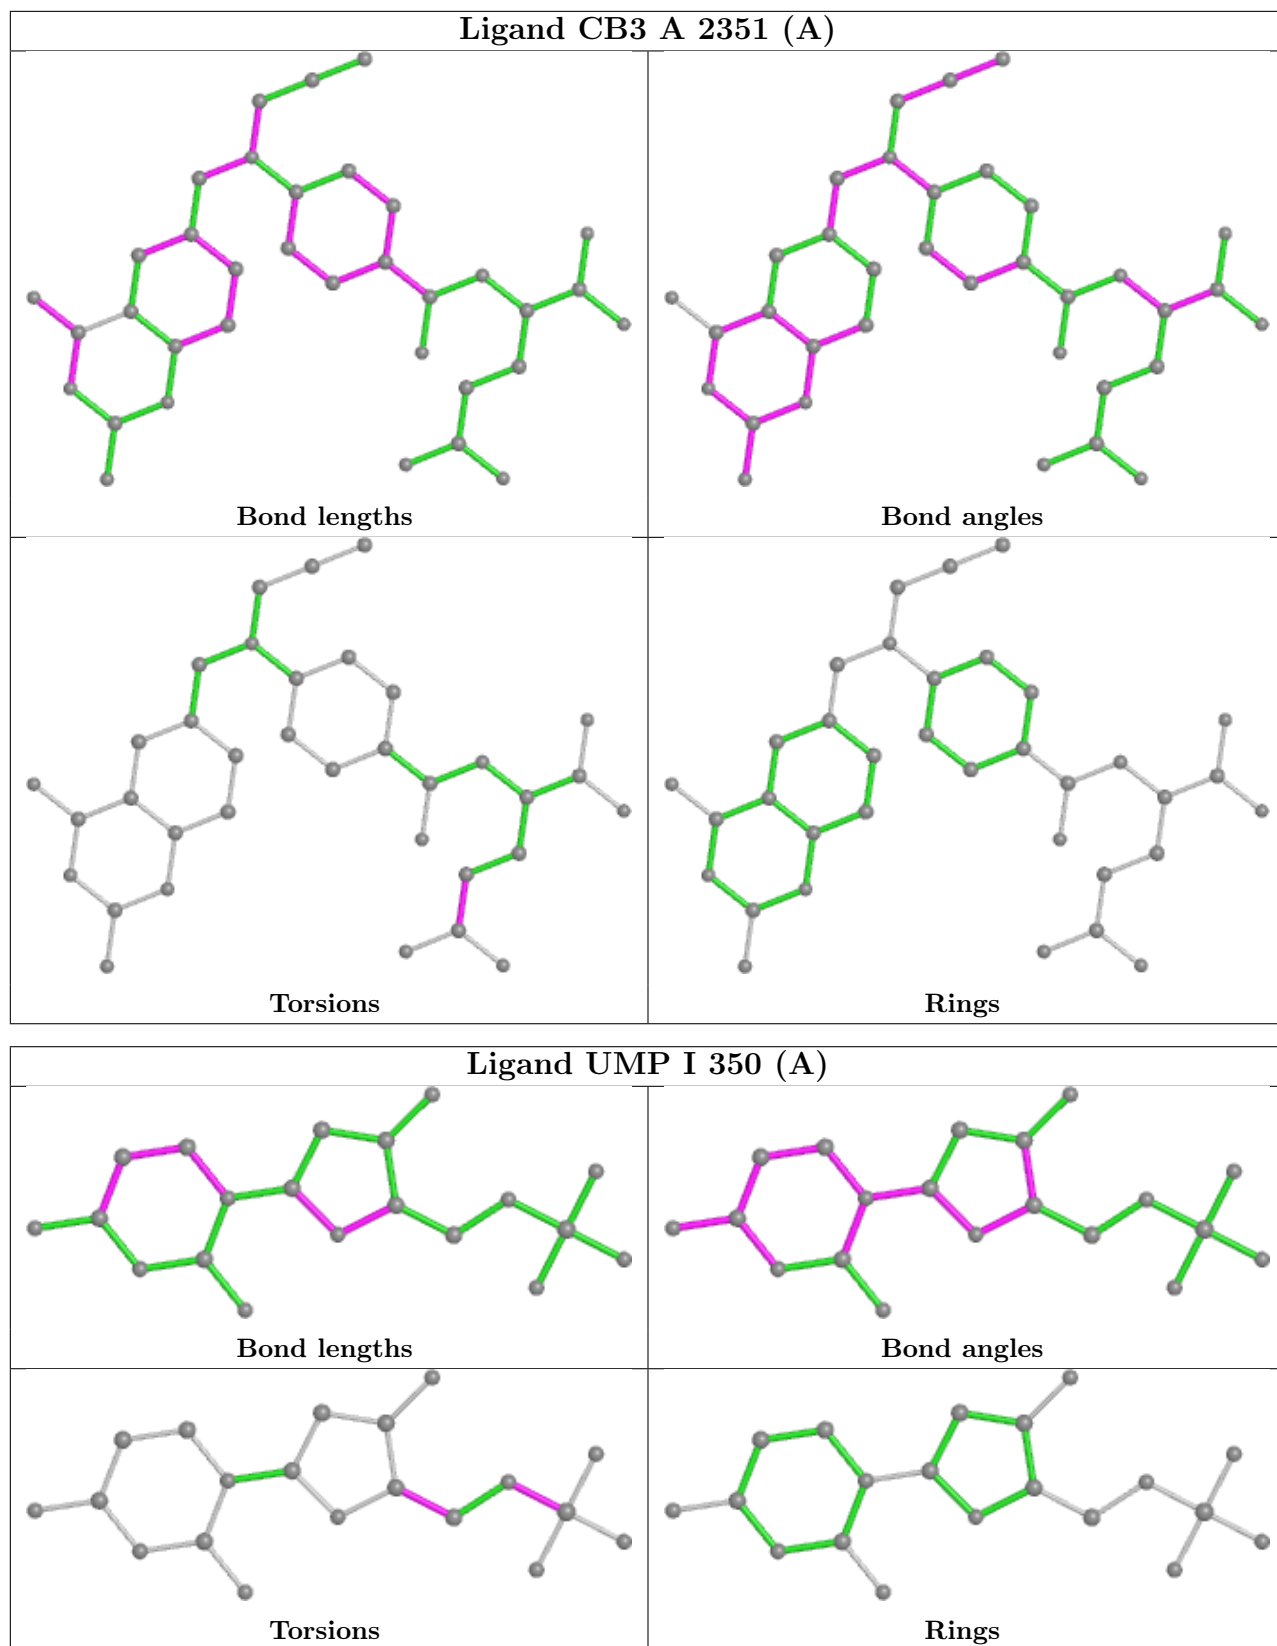 Ligand CB3 A 2351 (A)
Bond lengths
Bond angles
Torsions
Rings
Ligand UMP I 350 (A)
Bond lengths
Bond angles
Torsions
Rings